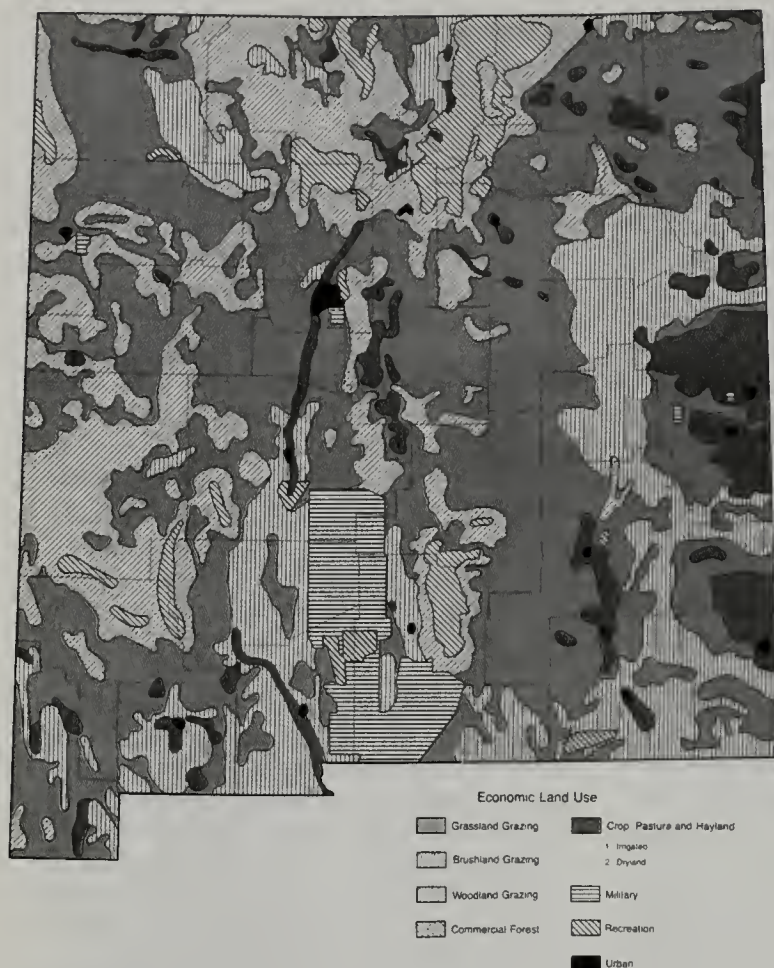 Economic Land Use
Grassland Grazing
Brushland Grazing
Woodland Grazing
Commercial Forest
Crop Pasture and Hayland
1 Irrigated
2 Dryland
Military
Recreation
Urban